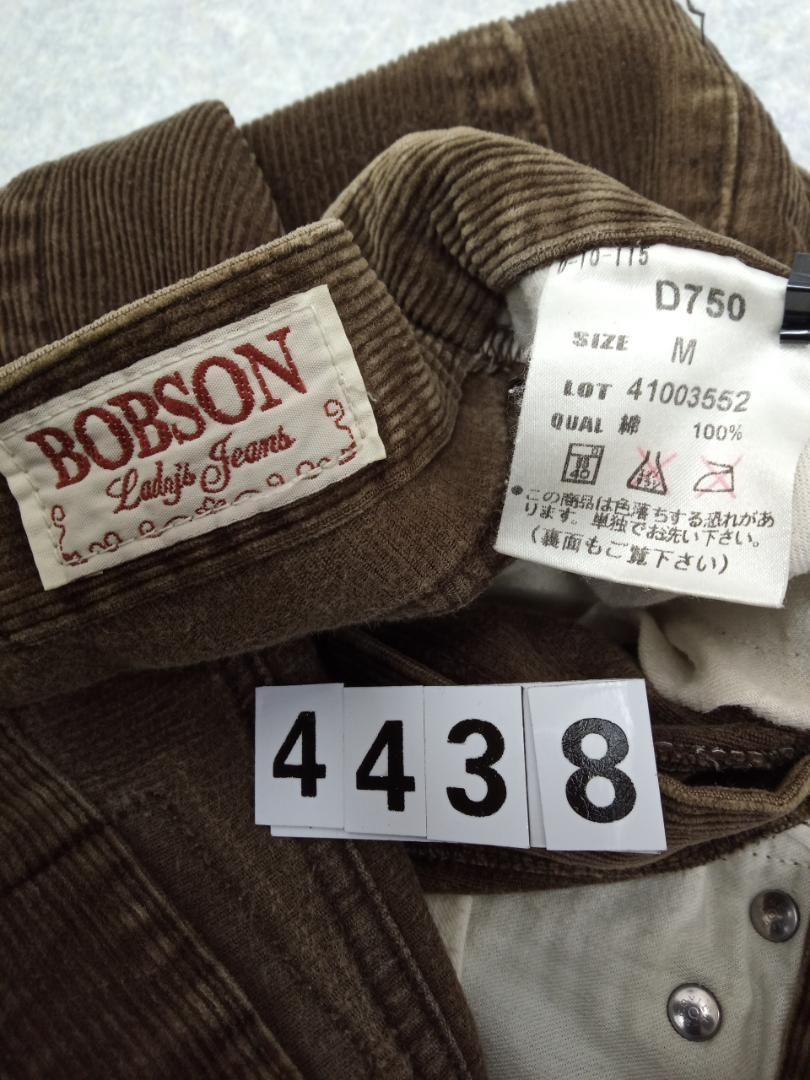 BOBSON
Lady's Jeans
D750
SIZE M
LOT 41003552
QUAL 綿 100%
40
●この商品は色落ちする恐れがあ
ります。単独でお洗い下さい。
(裏面もご覧下さい)
4438